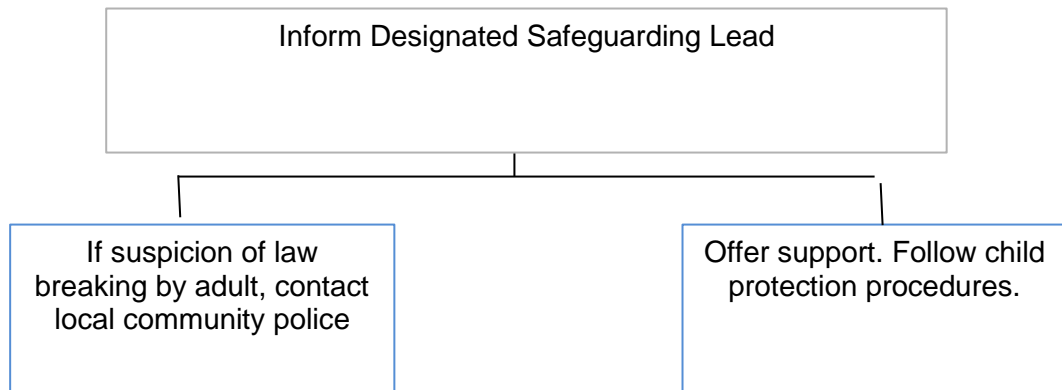 Inform Designated Safeguarding Lead
If suspicion of law
breaking by adult, contact
local community police
Offer support. Follow child
protection procedures.